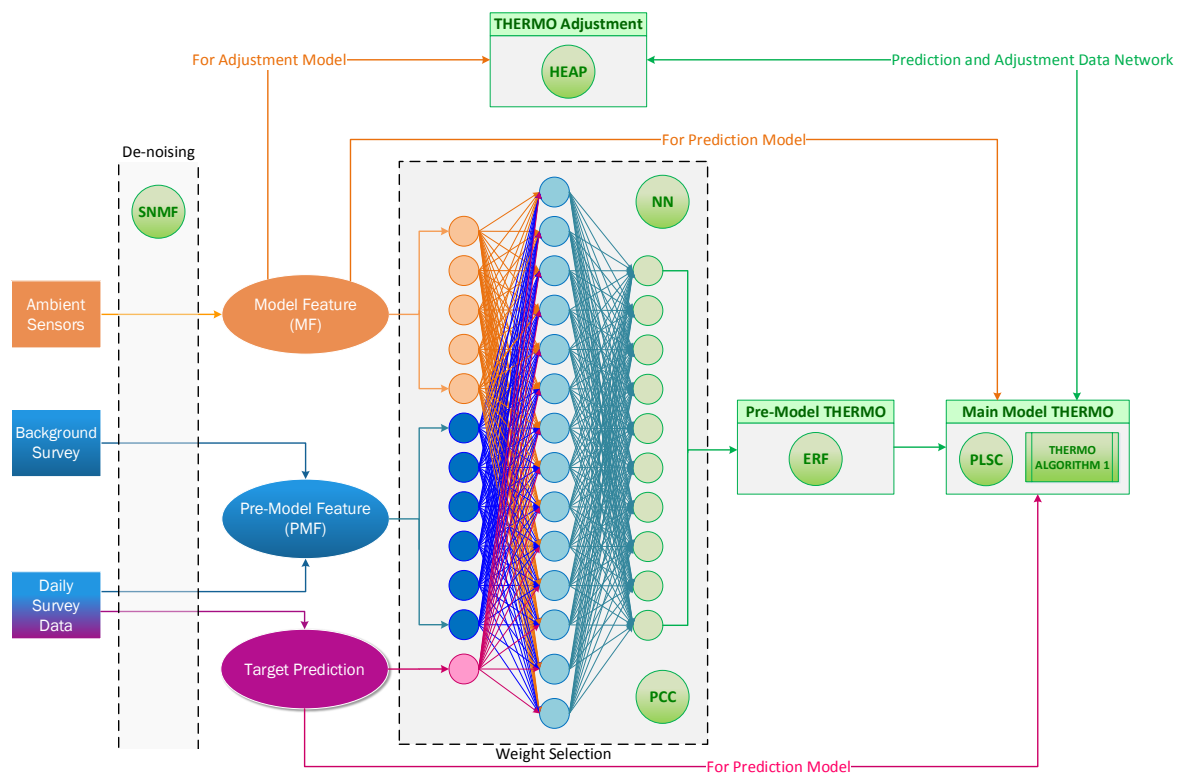 THERMO Adjustment
HEAP
For Adjustment Model
Prediction and Adjustment Data Network
For Prediction Model
De-noising
SNMF
NN
Ambient
Sensors
Model Feature
(MF)
Background
Survey
Pre-Model Feature
(PMF)
Daily
Survey
Data
Target Prediction
Pre-Model THERMO
ERF
Main Model THERMO
PLSC
THERMO
ALGORITHM 1
PCC
Weight Selection
For Prediction Model